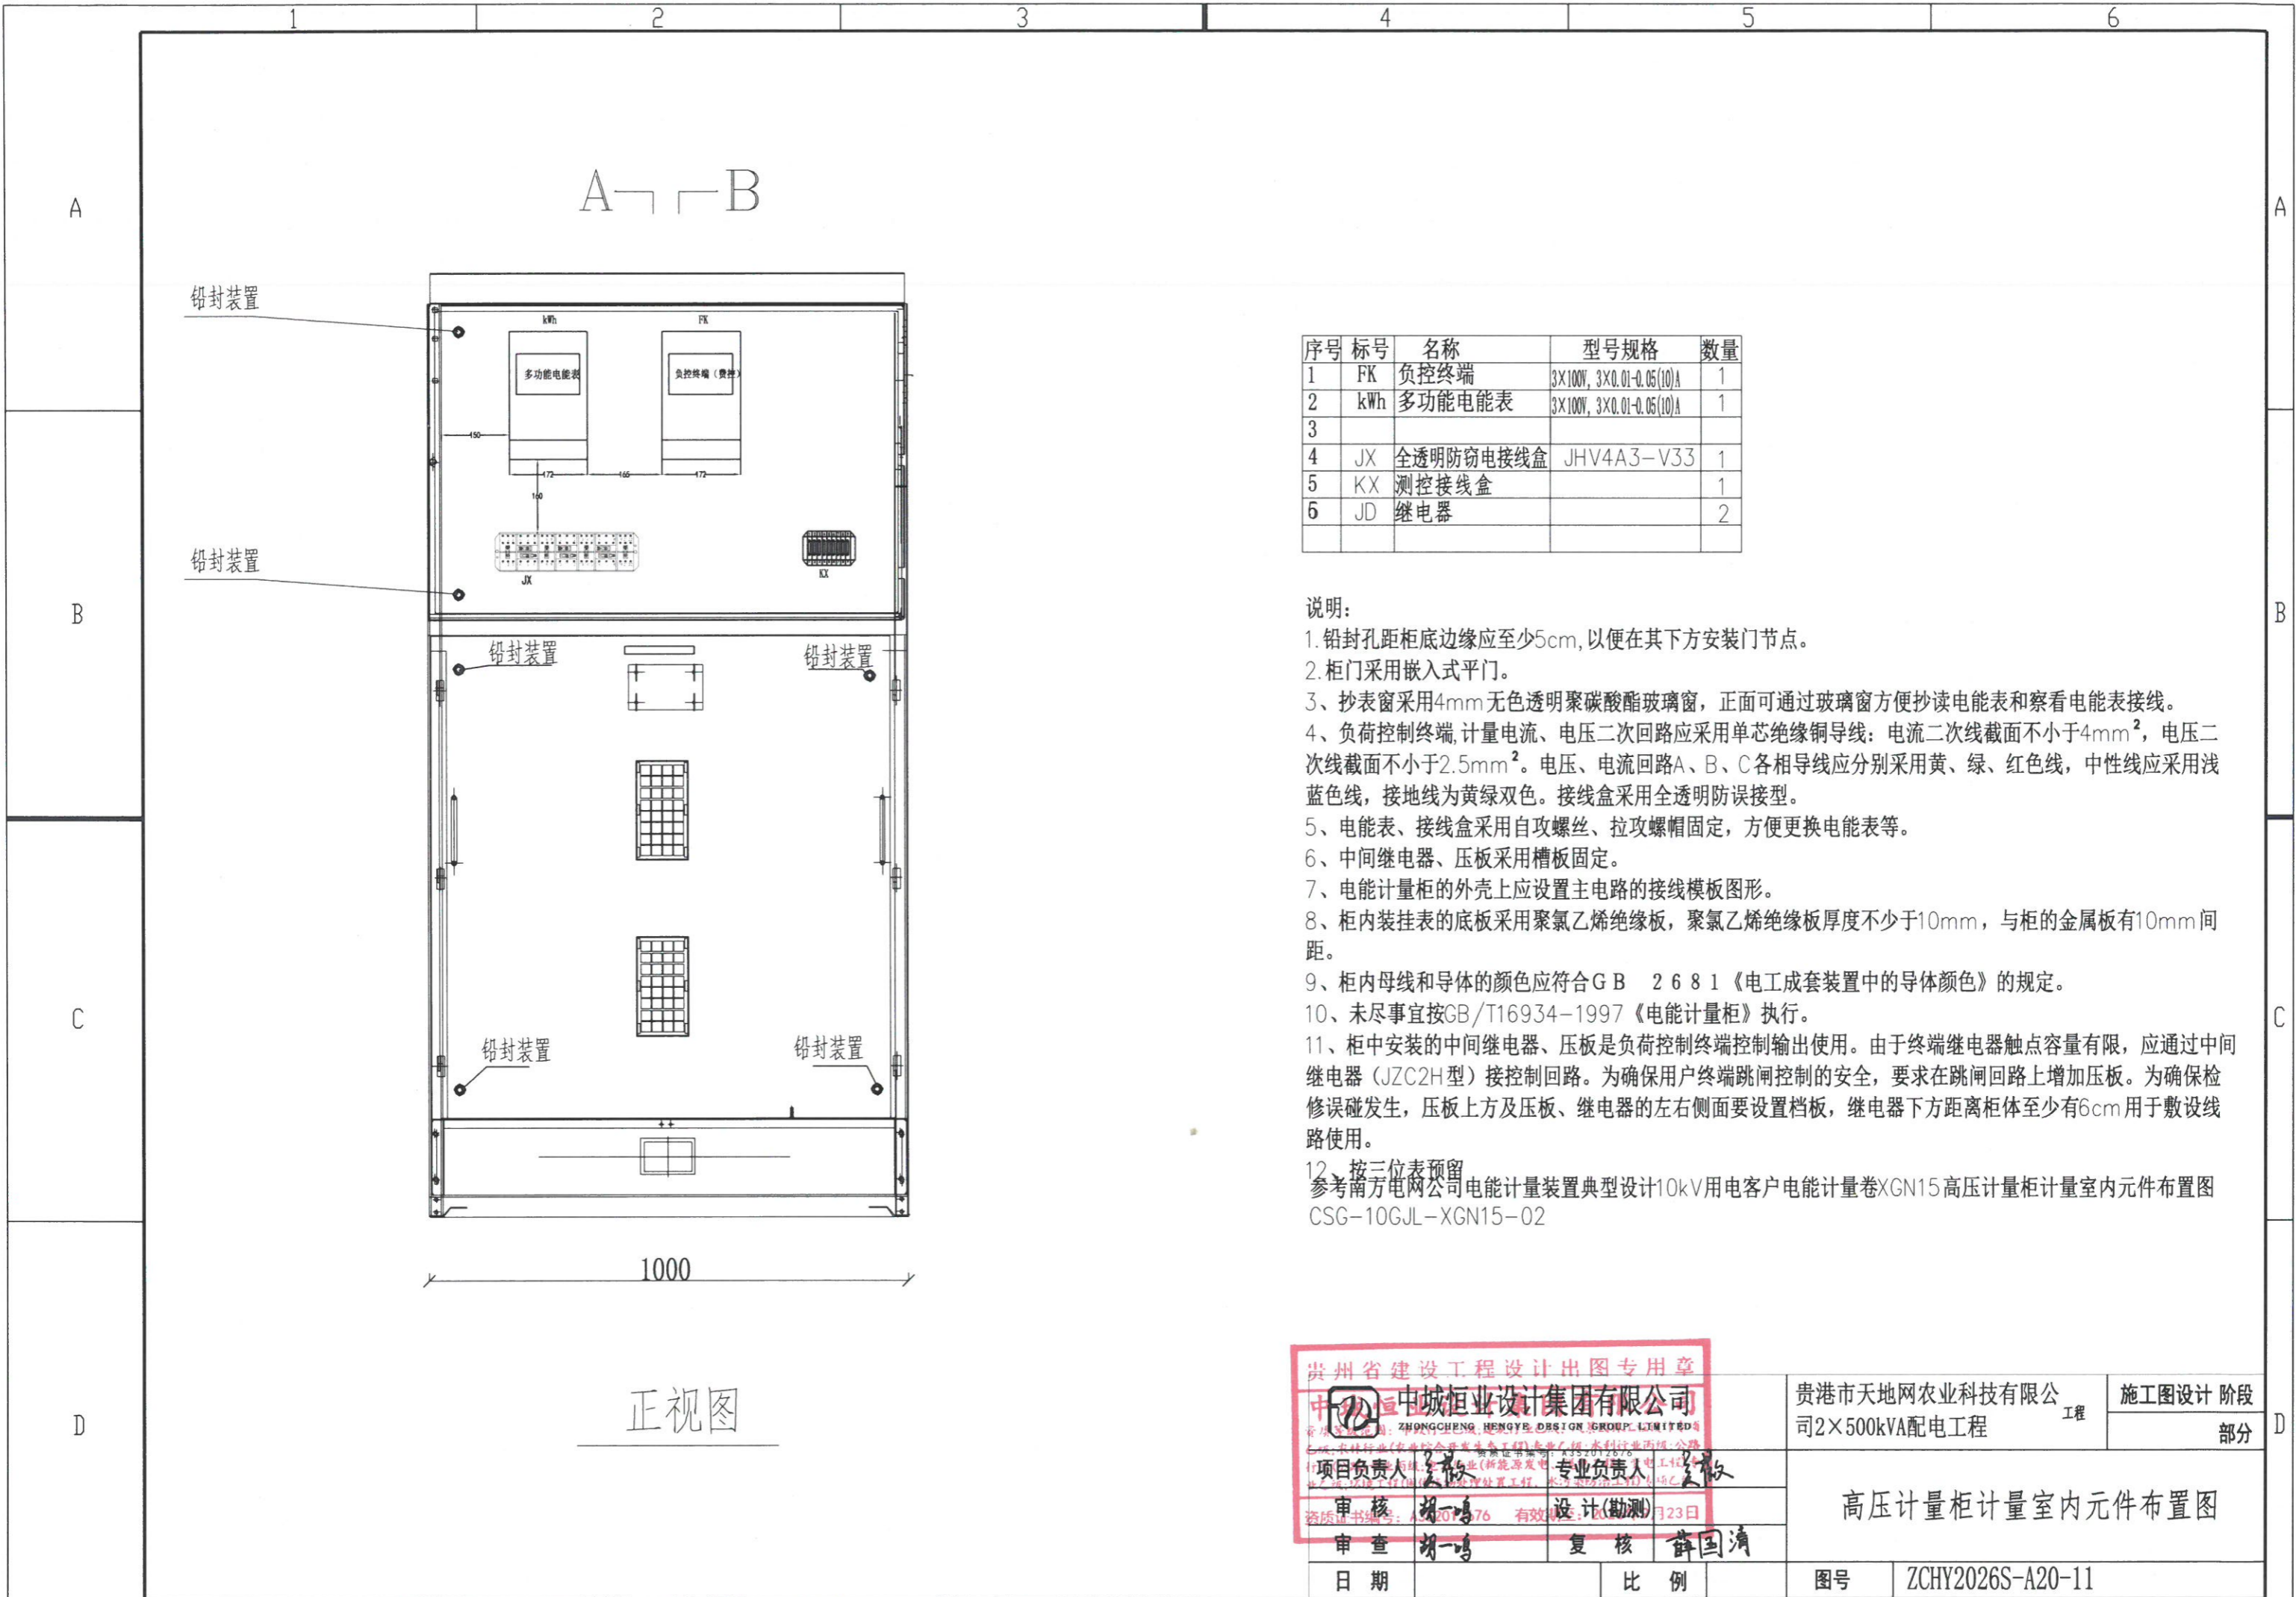 1 2 3 4 5 6
A
B
C
D
A
B
C
D
A B
铅封装置
铅封装置
kWh FK
多功能电能表
负控终端（费控）
150
172 165 172
160
JX KX
铅封装置 铅封装置
铅封装置 铅封装置
1000
正视图
序号 标号 名称 型号规格 数量
1 FK 负控终端 3×100V, 3×0.01-0.05(10)A 1
2 kWh 多功能电能表 3×100V, 3×0.01-0.05(10)A 1
3
4 JX 全透明防窃电接线盒 JHV4A3-V33 1
5 KX 测控接线盒 1
6 JD 继电器 2
说明：
1.铅封孔距柜底边缘应至少5cm,以便在其下方安装门节点。
2.柜门采用嵌入式平门。
3、抄表窗采用4mm无色透明聚碳酸酯玻璃窗，正面可通过玻璃窗方便抄读电能表和察看电能表接线。
4、负荷控制终端,计量电流、电压二次回路应采用单芯绝缘铜导线：电流二次线截面不小于4mm²，电压二
次线截面不小于2.5mm²。电压、电流回路A、B、C各相导线应分别采用黄、绿、红色线，中性线应采用浅
蓝色线，接地线为黄绿双色。接线盒采用全透明防误接型。
5、电能表、接线盒采用自攻螺丝、拉攻螺帽固定，方便更换电能表等。
6、中间继电器、压板采用槽板固定。
7、电能计量柜的外壳上应设置主电路的接线模板图形。
8、柜内装挂表的底板采用聚氯乙烯绝缘板，聚氯乙烯绝缘板厚度不少于10mm，与柜的金属板有10mm间
距。
9、柜内母线和导体的颜色应符合GB 2681《电工成套装置中的导体颜色》的规定。
10、未尽事宜按GB/T16934-1997《电能计量柜》执行。
11、柜中安装的中间继电器、压板是负荷控制终端控制输出使用。由于终端继电器触点容量有限，应通过中间
继电器（JZC2H型）接控制回路。为确保用户终端跳闸控制的安全，要求在跳闸回路上增加压板。为确保检
修误碰发生，压板上方及压板、继电器的左右侧面要设置档板，继电器下方距离柜体至少有6cm用于敷设线
路使用。
12、按三位表预留
参考南方电网公司电能计量装置典型设计10kV用电客户电能计量卷XGN15高压计量柜计量室内元件布置图
CSG-10GJL-XGN15-02
贵州省建设工程设计出图专用章
中城恒业设计集团有限公司
ZHONGCHENG HENGYE DESIGN GROUP LIMITED
贵港市天地网农业科技有限公
司2×500kVA配电工程
工程
施工图设计 阶段
部分
项目负责人 专业负责人
审 核 胡一鸣 设 计(勘测)
资质证书编号： 有效期至： 月23日
审 查 胡一鸣 复 核 薛国清
日 期 比 例
高压计量柜计量室内元件布置图
图号 ZCHY2026S-A20-11